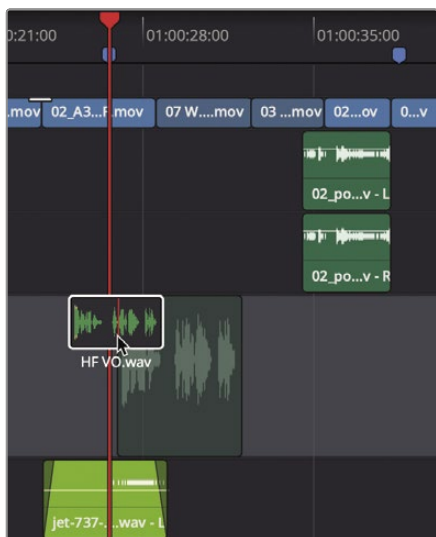 0:21:00
01:00:28:00
01:00:35:00
.mov
02_A3...F.mov
07 W....mov
03 ...mov
02...ov
0...v
02_po...v - L
02_po...v - R
HF VO.wav
jet-737-...wav - L